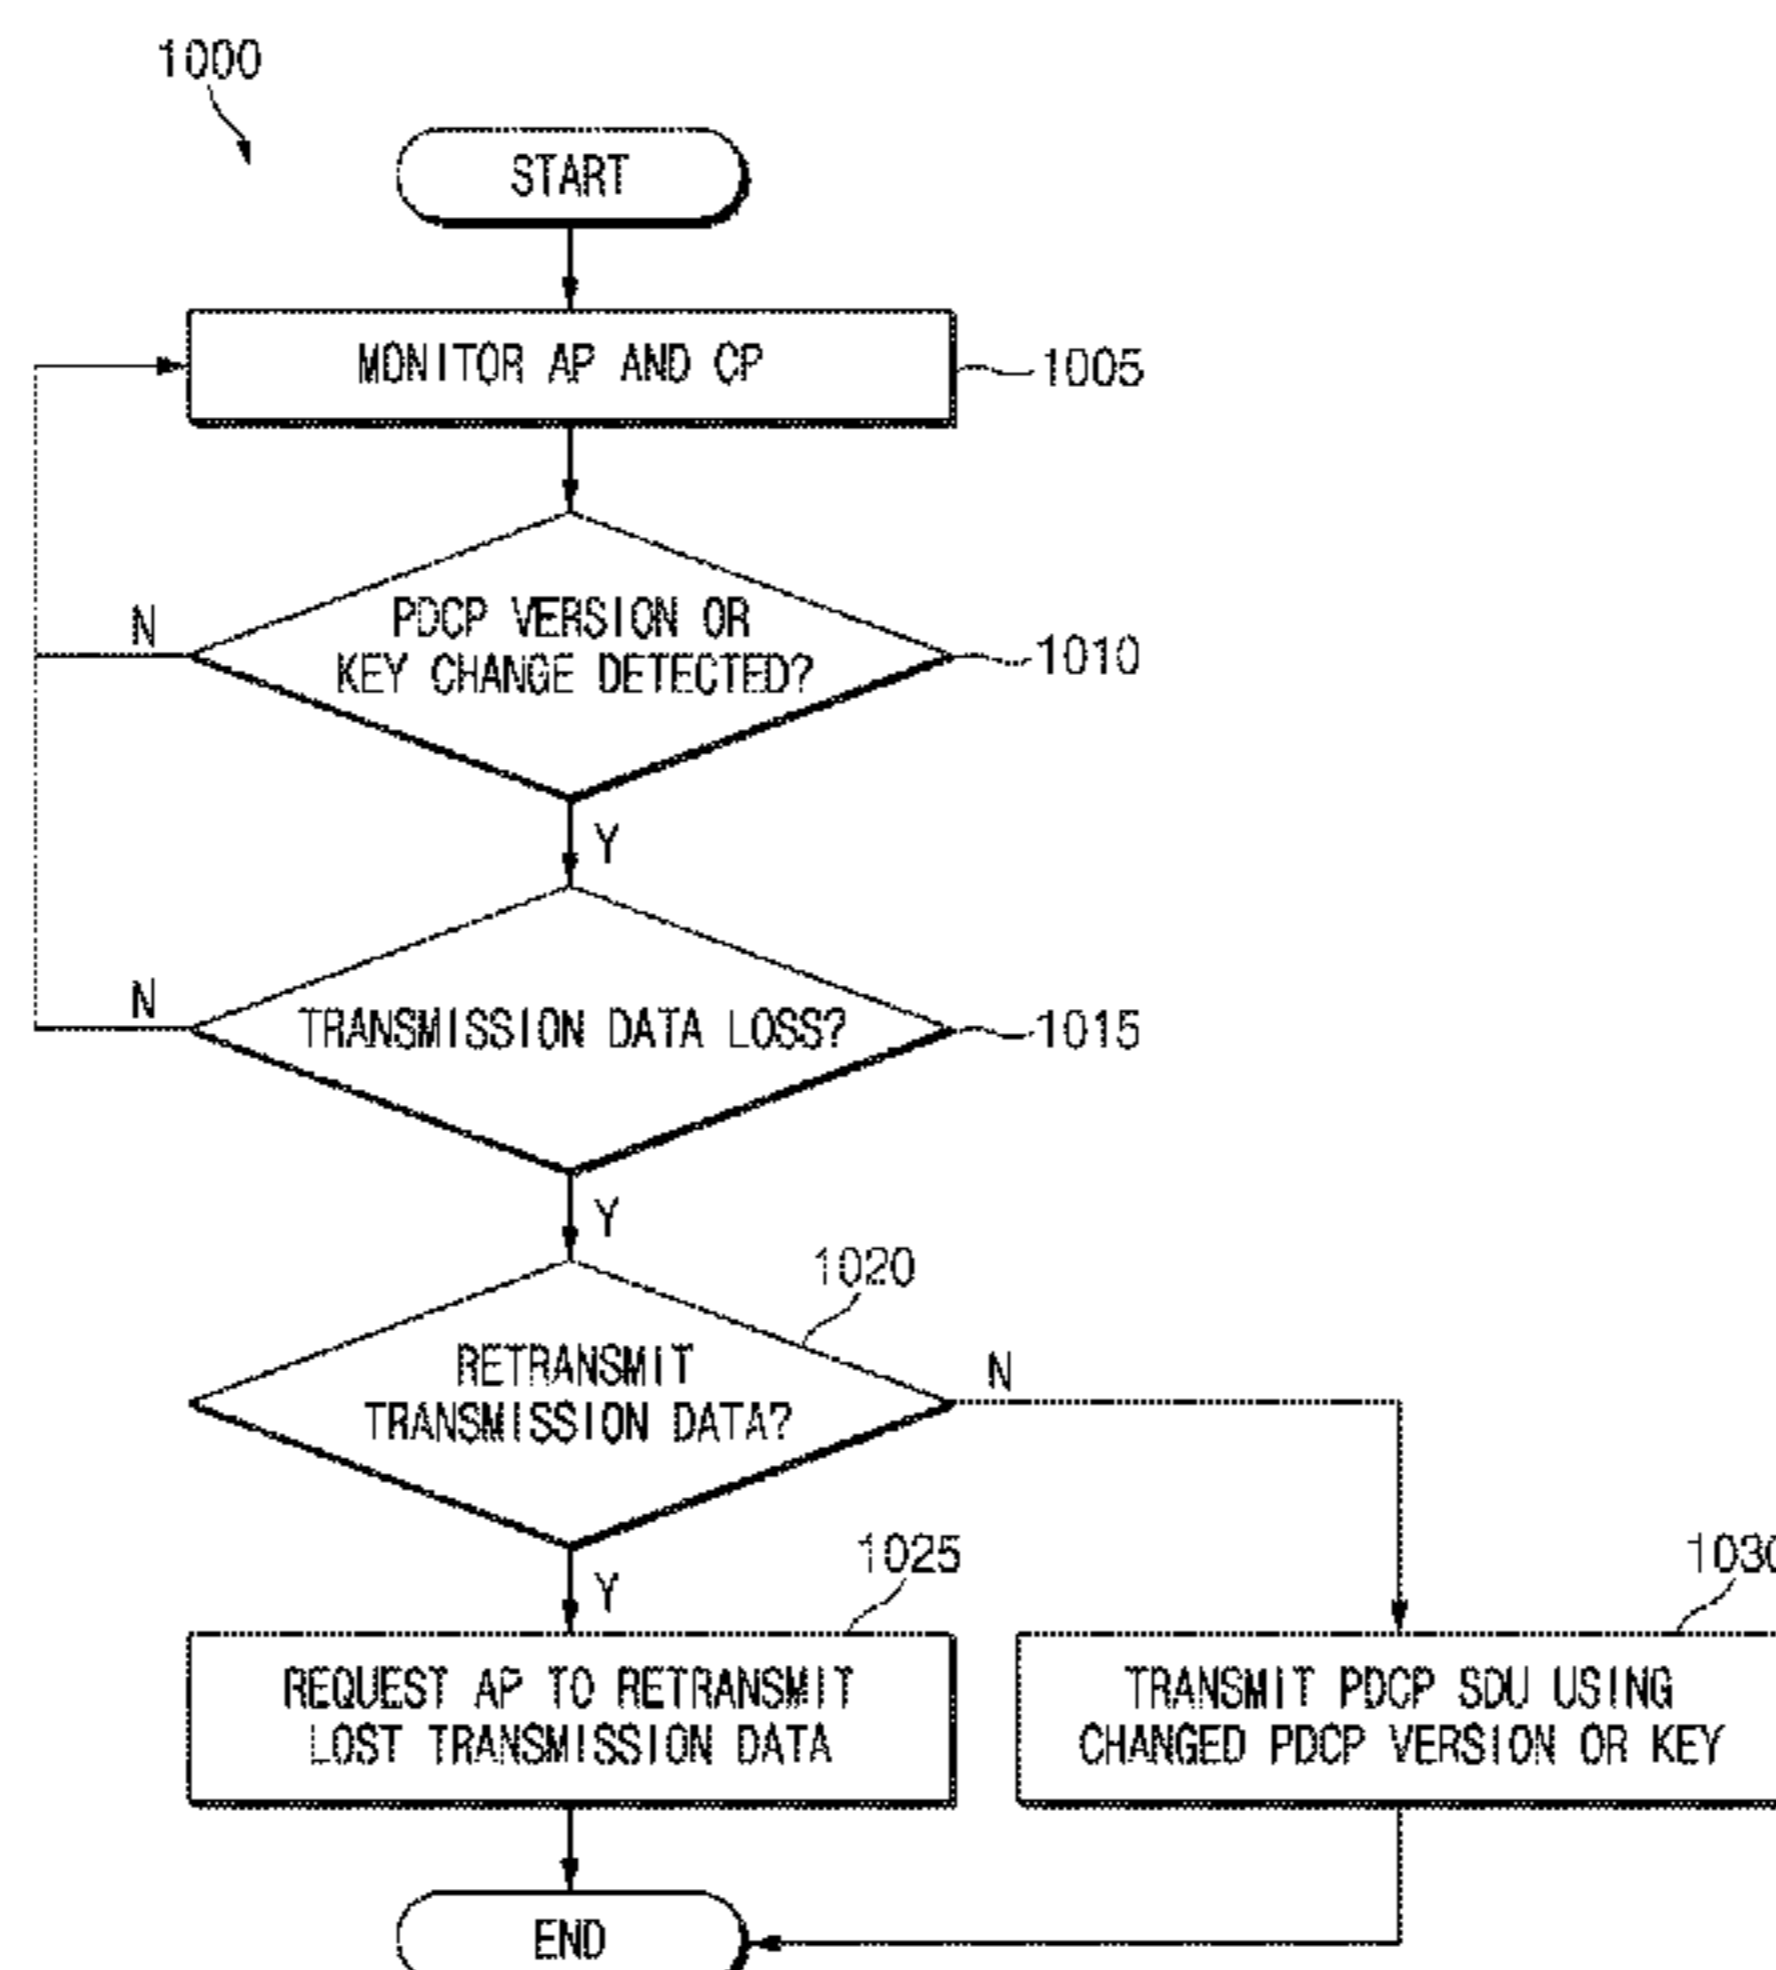 1000
START
MONITOR AP AND CP
1005
N
PDCP VERSION OR
KEY CHANGE DETECTED?
1010
Y
N
TRANSMISSION DATA LOSS?
1015
Y
1020
RETRANSMIT
TRANSMISSION DATA?
N
Y
1025
1030
REQUEST AP TO RETRANSMIT
LOST TRANSMISSION DATA
TRANSMIT PDCP SDU USING
CHANGED PDCP VERSION OR KEY
END